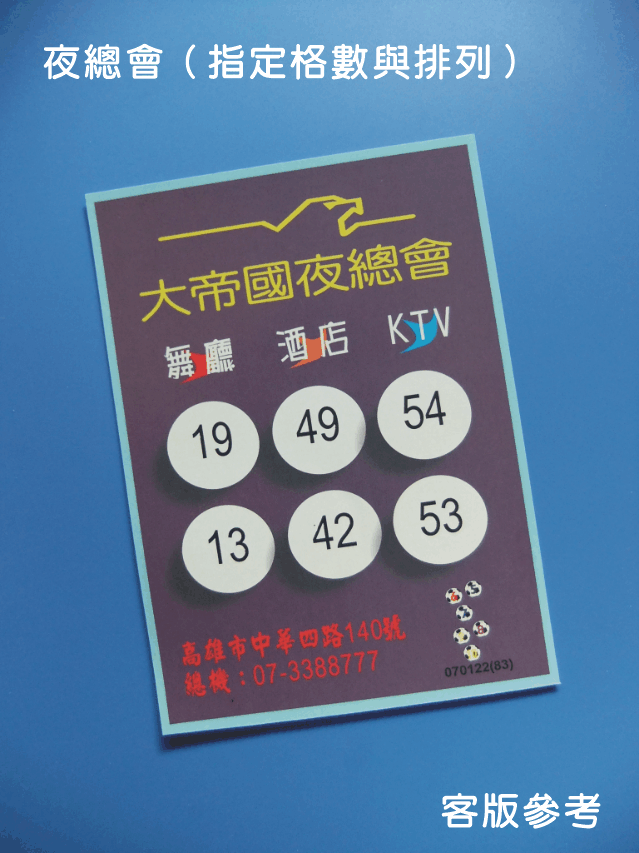 夜總會（指定格數與排列）
大帝國夜總會
舞廳 酒店 KTV
19 49 54
13 42 53
高雄市中華四路140號
總機：07-3388777
070122(83)
客版參考